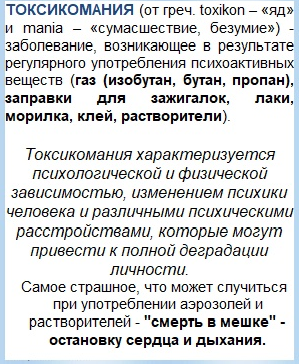 ТОКСИКОМАНИЯ (от греч. toxikon – «яд»
и mania – «сумасшествие, безумие») -
заболевание, возникающее в результате
регулярного употребления психоактивных
веществ (газ (изобутан, бутан, пропан),
заправки для зажигалок, лаки,
морилка, клей, растворители).
Токсикомания характеризуется
психологической и физической
зависимостью, изменением психики
человека и различными психическими
расстройствами, которые могут
привести к полной деградации
личности.
Самое страшное, что может случиться
при употреблении аэрозолей и
растворителей - "смерть в мешке" -
остановку сердца и дыхания.